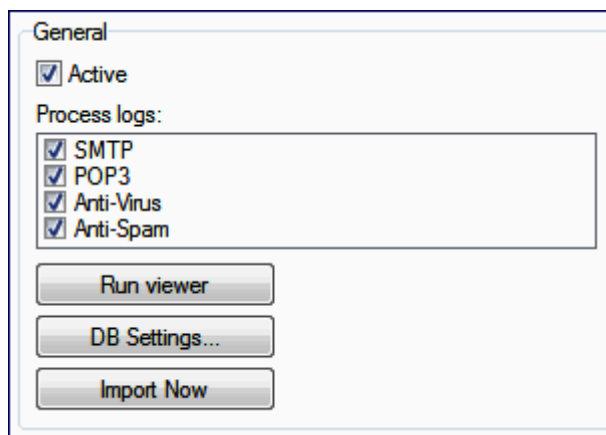 General
Active
Process logs:
SMTP
POP3
Anti-Virus
Anti-Spam
Run viewer
DB Settings...
Import Now